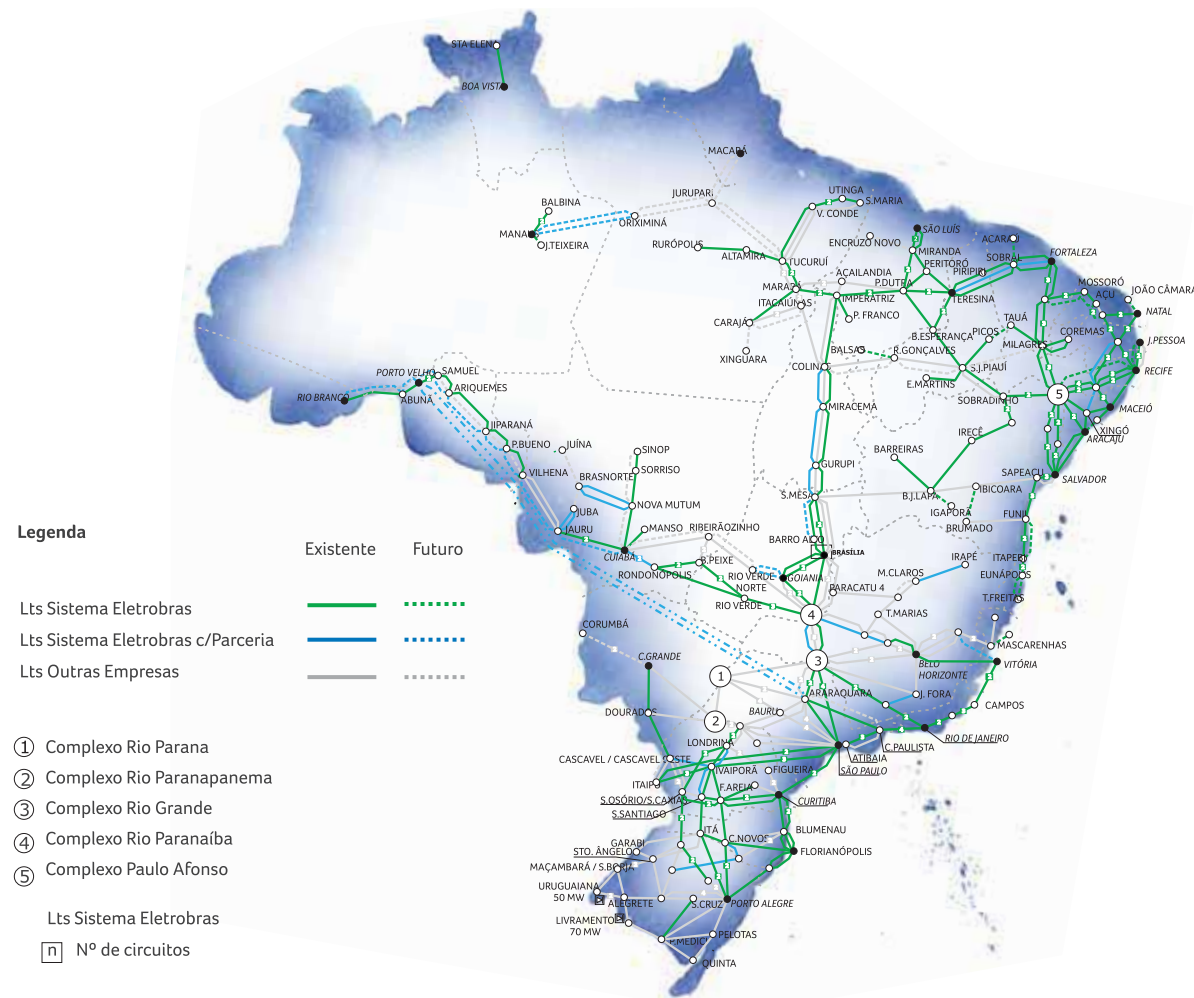 STA ELENA
BOA VISTA
MACAPÁ
JURUPARI
BALBINA
ORIXIMINÁ
MANAUS
J.TEIXEIRA
UTINGA
S.MARIA
V. CONDE
RURÓPOLIS
ALTAMIRA
TUCURUÍ
ENCRUZO NOVO
SÃO LUÍS
MIRANDA
PERITORÓ
ACARAÚ
SOBRAL
FORTALEZA
PIRIPIRI
AÇAILANDIA
MARABÁ
IMPERATRIZ
P.DUTRA
TERESINA
MOSSORÓ
AÇU
JOÃO CÂMARA
NATAL
ITACAIUNAS
CARAJÁS
P. FRANCO
B.ESPERANÇA
PICOS
TAUÁ
MILAGRES
COREMAS
J.PESSOA
XINGUARA
BALSAS
R.GONÇALVES
COLINAS
S.J.PIAUÍ
RECIFE
E.MARTINS
SOBRADINHO
5
MACEIÓ
PORTO VELHO
SAMUEL
ARIQUEMES
RIO BRANCO
ABUNÃ
MIRACEMA
XINGÓ
ARACAJU
JIPARANÁ
P.BUENO
JUÍNA
SINOP
SORRISO
IRECÊ
BARREIRAS
GURUPI
SAPEAÇU
SALVADOR
VILHENA
BRASNORTE
NOVA MUTUM
S.MESA
B.J.LAPA
IBICOARA
IGAPORÃ
BRUMADO
FUNIL
JUBA
JAURU
MANSO
RIBEIRÃOZINHO
BARRO ALTO
BRASÍLIA
CUIABÁ
B.PEIXE
RONDONÓPOLIS
RIO VERDE
NORTE
GOIANIA
RIO VERDE
PARACATU 4
M.CLAROS
IRAPÉ
ITAPEBI
EUNÁPOLIS
T.FREITAS
4
T.MARIAS
CORUMBÁ
C.GRANDE
3
1
BELO
HORIZONTE
MASCARENHAS
VITÓRIA
ARARAQUARA
J. FORA
DOURADOS
2
BAURU
CAMPOS
LONDRINA
RIO DE JANEIRO
C.PAULISTA
ATIBAIA
SÃO PAULO
CASCAVEL / CASCAVEL OESTE
ITAIPU
IVAIPORÃ
FIGUEIRA
F.AREIA
S.OSÓRIO/S.CAXIAS
S.SANTIAGO
CURITIBA
ITÁ
C.NOVOS
BLUMENAU
FLORIANÓPOLIS
GARABI
STO. ÂNGELO
MAÇAMBARÁ / S.BORJA
URUGUAIANA
50 MW
ALEGRETE
S.CRUZ
PORTO ALEGRE
LIVRAMENTO
70 MW
P.MEDICI
PELOTAS
QUINTA
Legenda
Existente Futuro
Lts Sistema Eletrobras
Lts Sistema Eletrobras c/Parceria
Lts Outras Empresas
1 Complexo Rio Parana
2 Complexo Rio Paranapanema
3 Complexo Rio Grande
4 Complexo Rio Paranaíba
5 Complexo Paulo Afonso
Lts Sistema Eletrobras
n Nº de circuitos